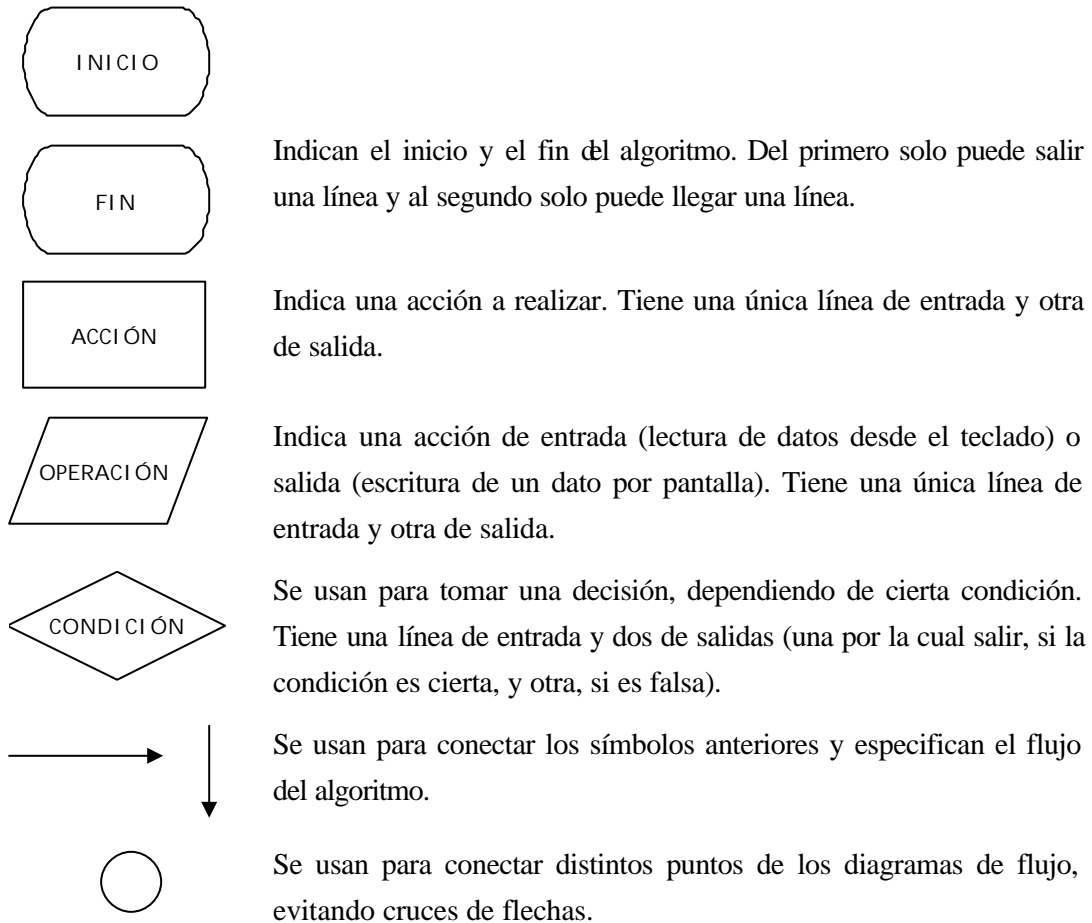 INICIO
FIN
Indican el inicio y el fin del algoritmo. Del primero solo puede salir
una línea y al segundo solo puede llegar una línea.
ACCIÓN
Indica una acción a realizar. Tiene una única línea de entrada y otra
de salida.
OPERACIÓN
Indica una acción de entrada (lectura de datos desde el teclado) o
salida (escritura de un dato por pantalla). Tiene una única línea de
entrada y otra de salida.
CONDICIÓN
Se usan para tomar una decisión, dependiendo de cierta condición.
Tiene una línea de entrada y dos de salidas (una por la cual salir, si la
condición es cierta, y otra, si es falsa).
Se usan para conectar los símbolos anteriores y especifican el flujo
del algoritmo.
Se usan para conectar distintos puntos de los diagramas de flujo,
evitando cruces de flechas.